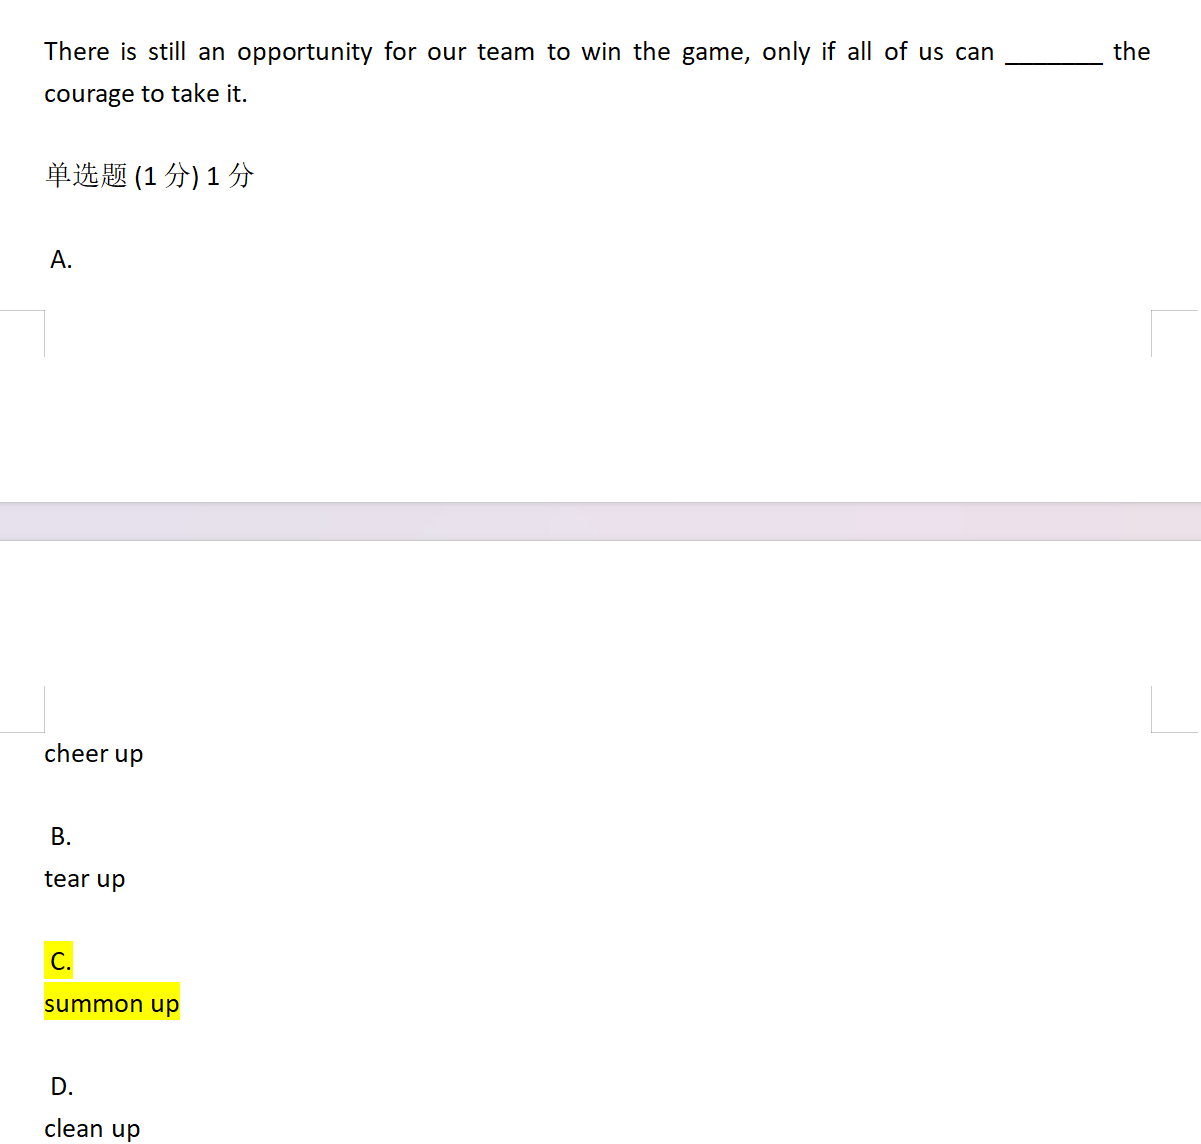 There is still an opportunity for our team to win the game, only if all of us can ________ the
courage to take it.
单选题 (1 分) 1 分
A.
cheer up
B.
tear up
C.
summon up
D.
clean up